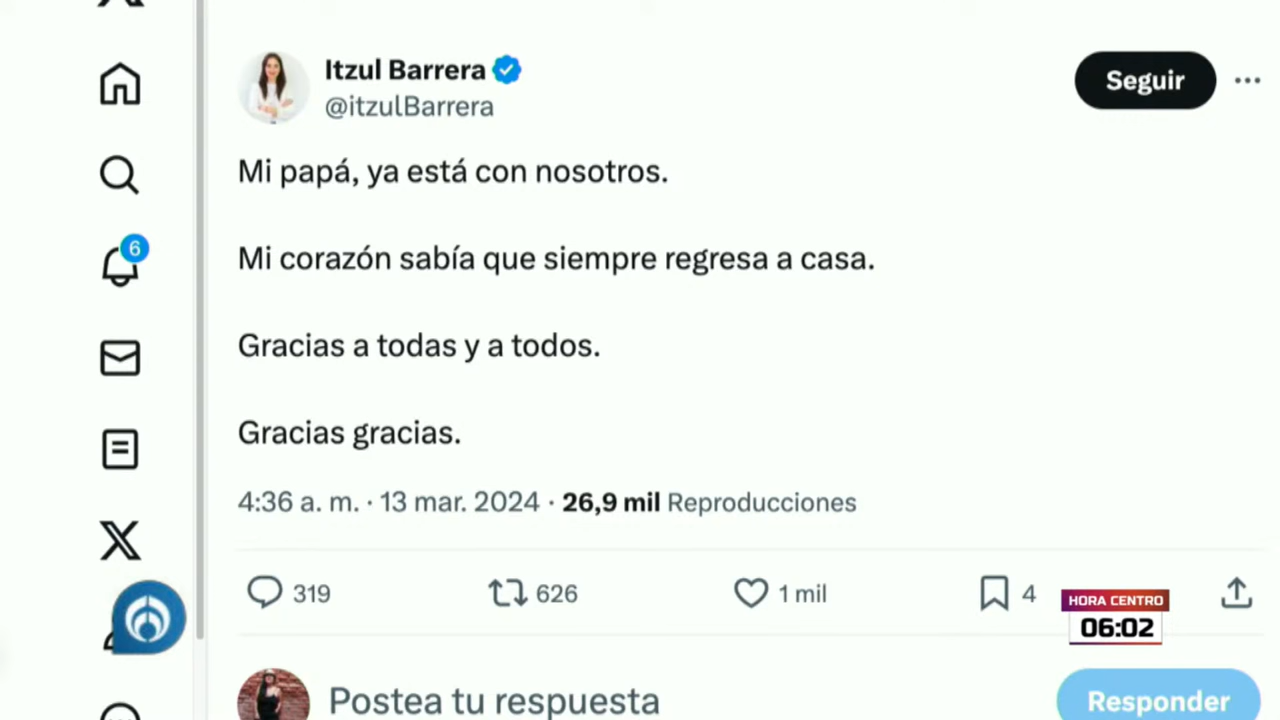 Itzul Barrera
@itzulBarrera
Seguir
6
Mi papá, ya está con nosotros.
Mi corazón sabía que siempre regresa a casa.
Gracias a todas y a todos.
Gracias gracias.
4:36 a. m. · 13 mar. 2024 · 26,9 mil Reproducciones
319 626 1 mil 4
HORA CENTRO
06:02
Postea tu respuesta
Responder